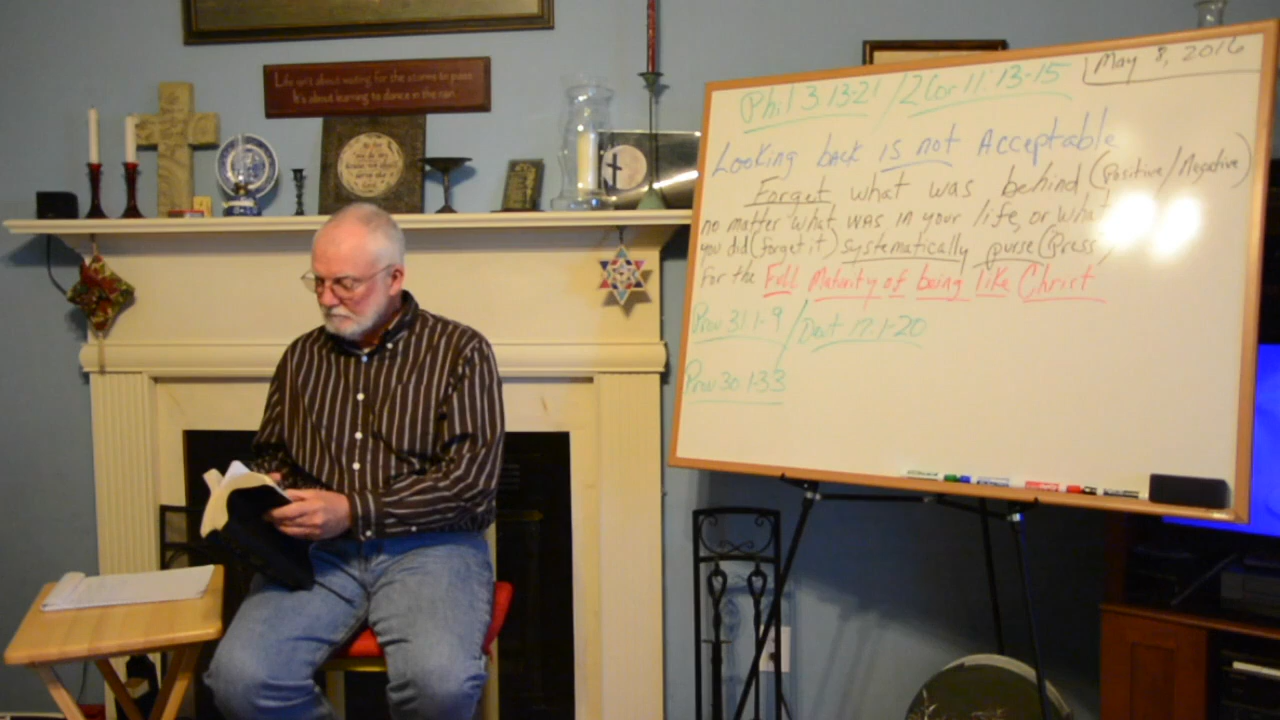 Life isn't about waiting for the storms to pass
It's about learning to dance in the rain.
May 8, 2016
Phil 3.13-21 / 2 Cor 11.13-15
Looking back is not Acceptable
Forget what was behind (Positive/Negative)
no matter what was in your life, or what
you did (forget it) systematically purse (Press)
for the Full Maturity of being like Christ
Prov 31.1-9 / Deut 17.1-20
Prov 30.1-33